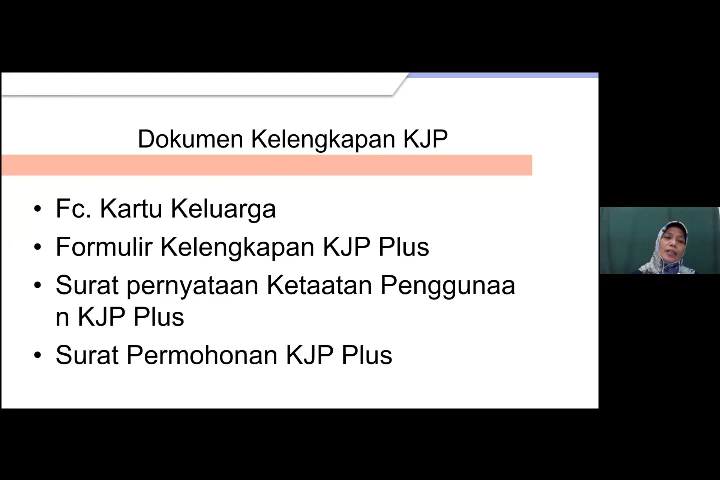 Dokumen Kelengkapan KJP
• Fc. Kartu Keluarga
• Formulir Kelengkapan KJP Plus
• Surat pernyataan Ketaatan Penggunaa
n KJP Plus
• Surat Permohonan KJP Plus